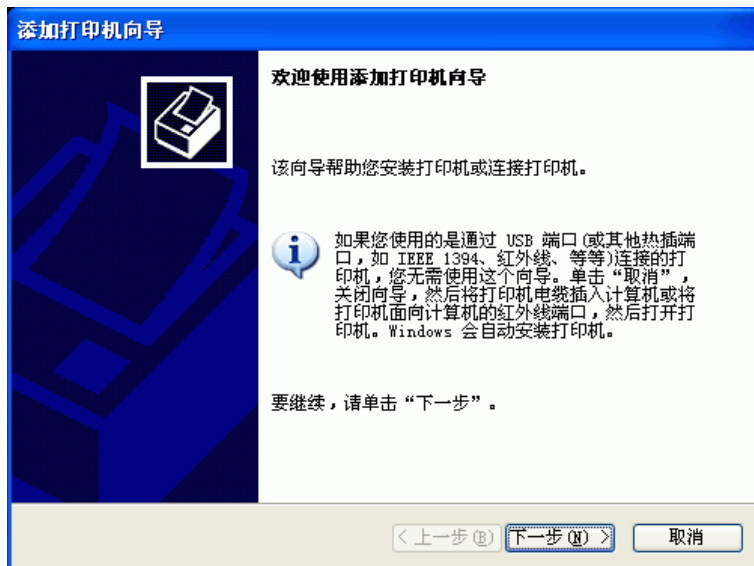 添加打印机向导
欢迎使用添加打印机向导
该向导帮助您安装打印机或连接打印机。
如果您使用的是通过 USB 端口(或其他热插端
口，如 IEEE 1394、红外线、等等)连接的打
印机，您无需使用这个向导。单击“取消”，
关闭向导，然后将打印机电缆插入计算机或将
打印机面向计算机的红外线端口，然后打开打
印机。Windows 会自动安装打印机。
要继续，请单击“下一步”。
< 上一步(B) 下一步(N) > 取消